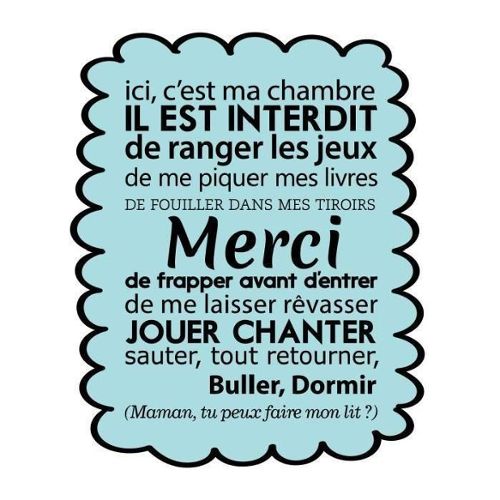 ici, c'est ma chambre
IL EST INTERDIT
de ranger les jeux
de me piquer mes livres
DE FOUILLER DANS MES TIROIRS
Merci
de frapper avant d'entrer
de me laisser rêvasser
JOUER CHANTER
sauter, tout retourner,
Buller, Dormir
(Maman, tu peux faire mon lit ?)